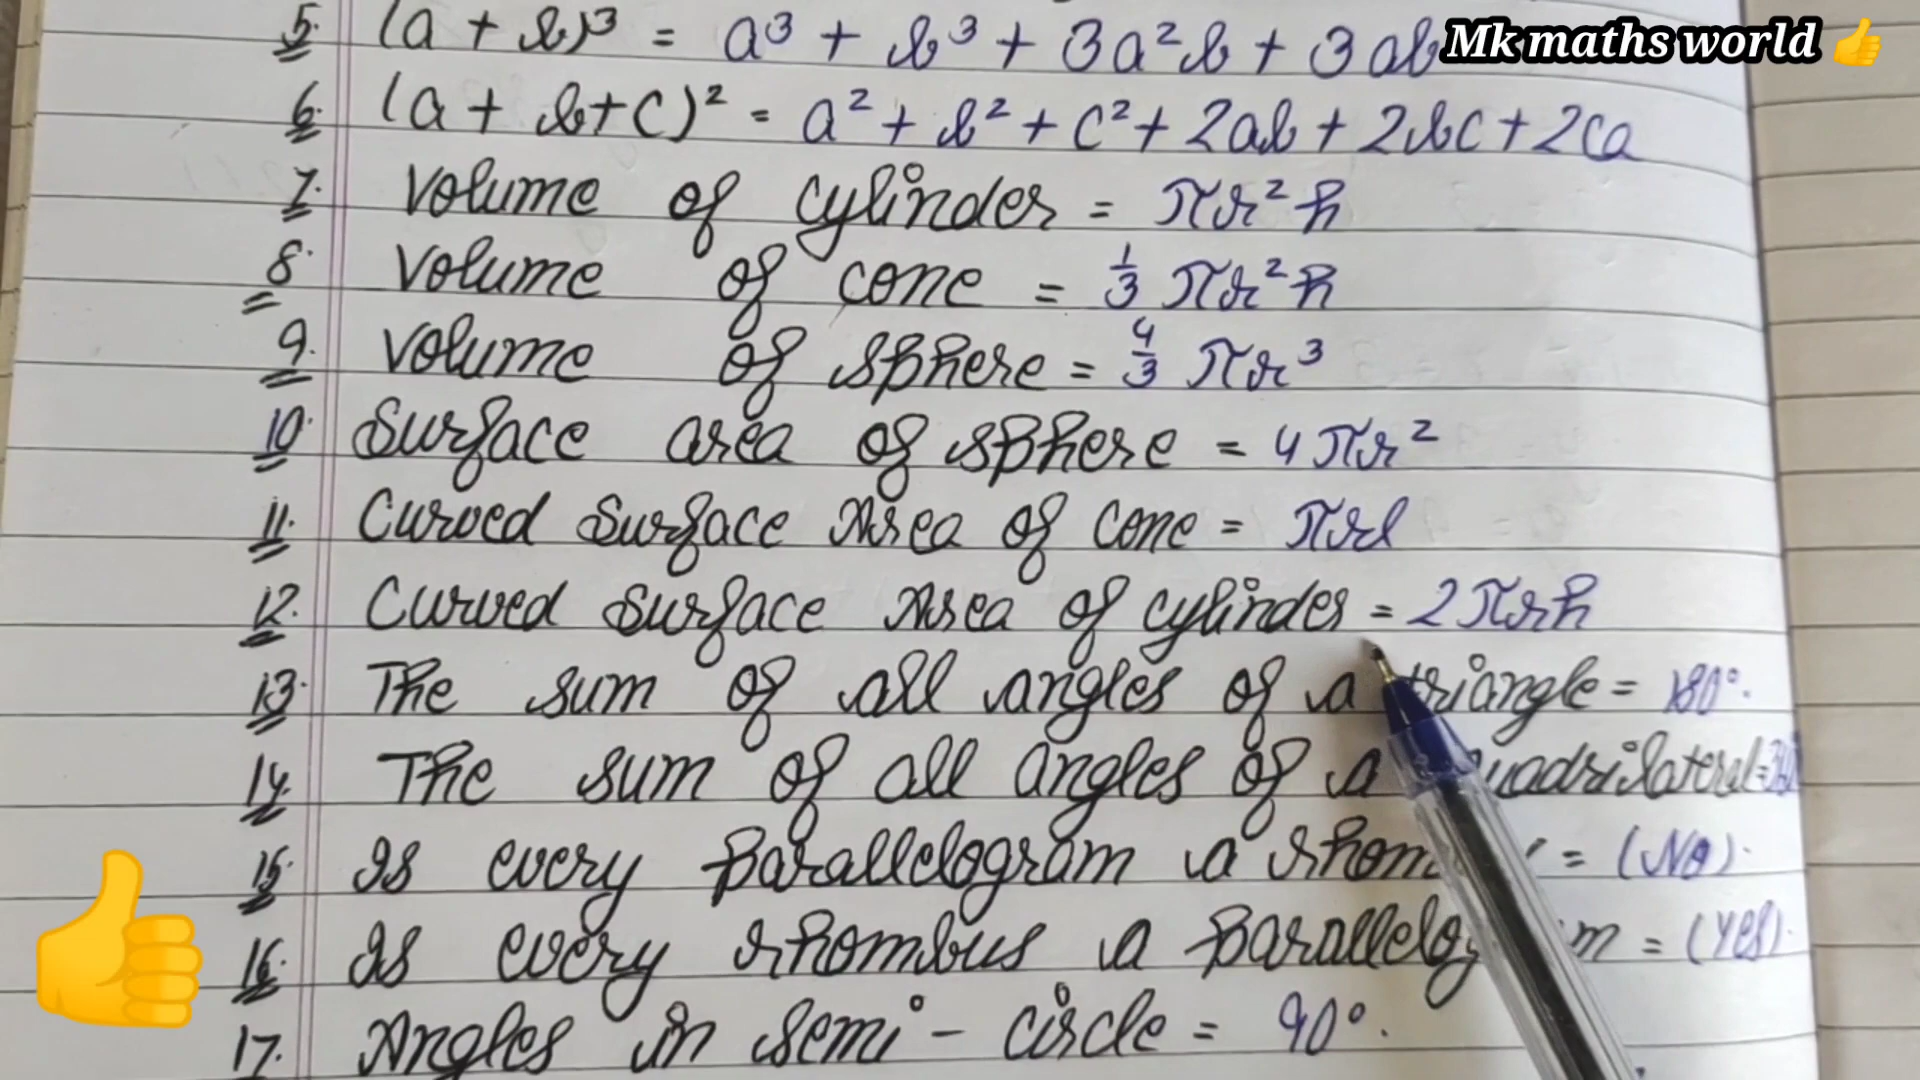 Mk maths world 👍
5. (a + b)³ = a³ + b³ + 3a²b + 3ab
6. (a + b + c)² = a² + b² + c² + 2ab + 2bc + 2ca
7. Volume of cylinder = πr²h
8. Volume of cone = 1/3 πr²h
9. Volume of sphere = 4/3 πr³
10. Surface area of sphere = 4πr²
11. Curved Surface Area of cone = πrl
12. Curved Surface Area of cylinder = 2πrh
13. The sum of all angles of a triangle = 180°.
14. The sum of all angles of a quadrilateral =
15. Is every Parallelogram a = (No).
16. Is every rhombus a Parallelogram = (Yes).
17. Angles in semi-circle = 90°.